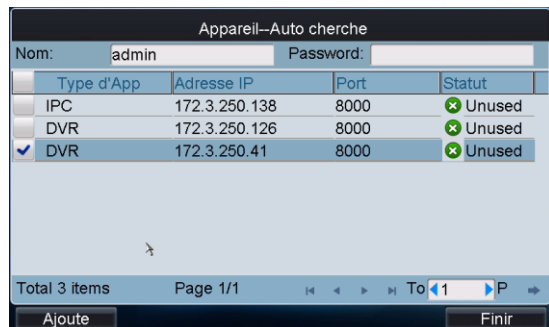 Appareil--Auto cherche
Nom: admin Password:
Type d'App Adresse IP Port Statut
IPC 172.3.250.138 8000 Unused
DVR 172.3.250.126 8000 Unused
DVR 172.3.250.41 8000 Unused
Total 3 items Page 1/1 To 1 P
Ajoute Finir